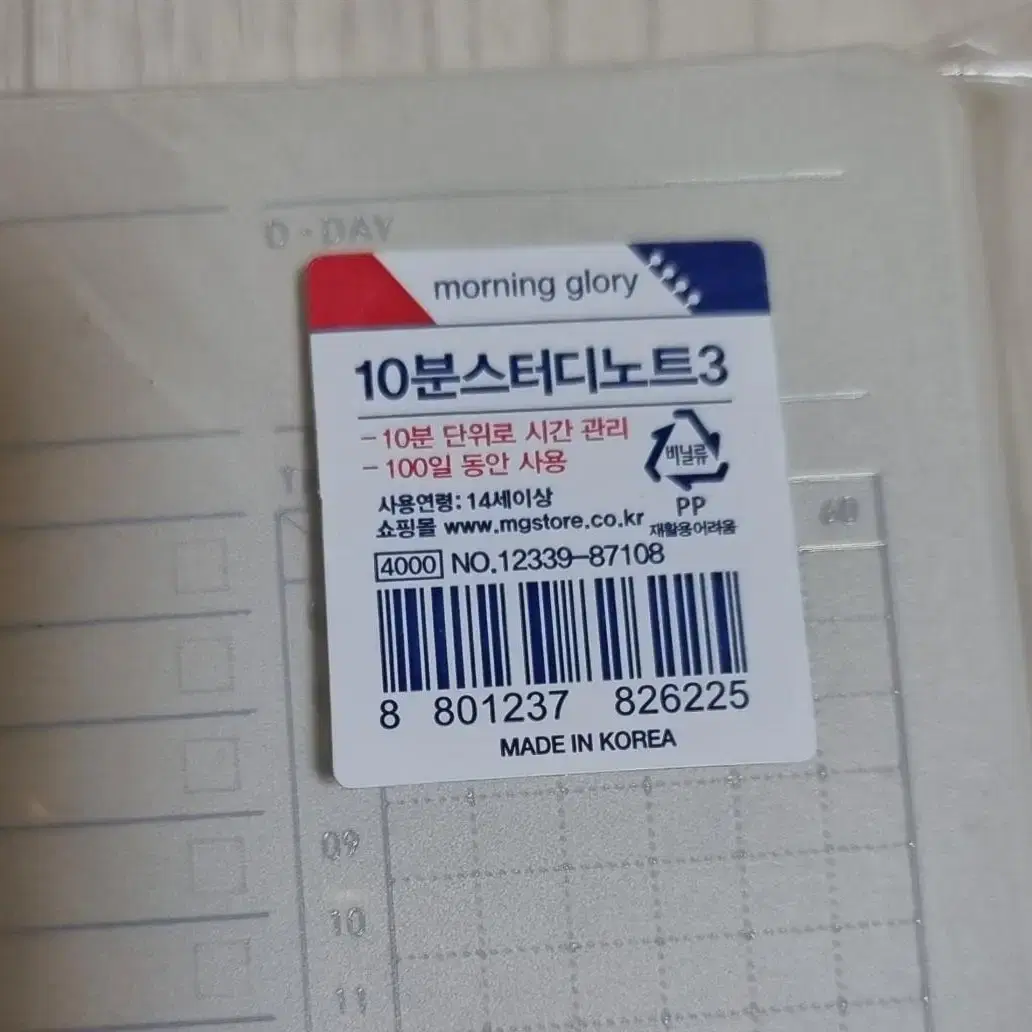 D-DAY
morning glory
10분스터디노트3
-10분 단위로 시간 관리
-100일 동안 사용
비닐류
PP
재활용어려움
사용연령: 14세이상
쇼핑몰 www.mgstore.co.kr
4000 NO.12339-87108
8 801237 826225
MADE IN KOREA
60
09
10
11